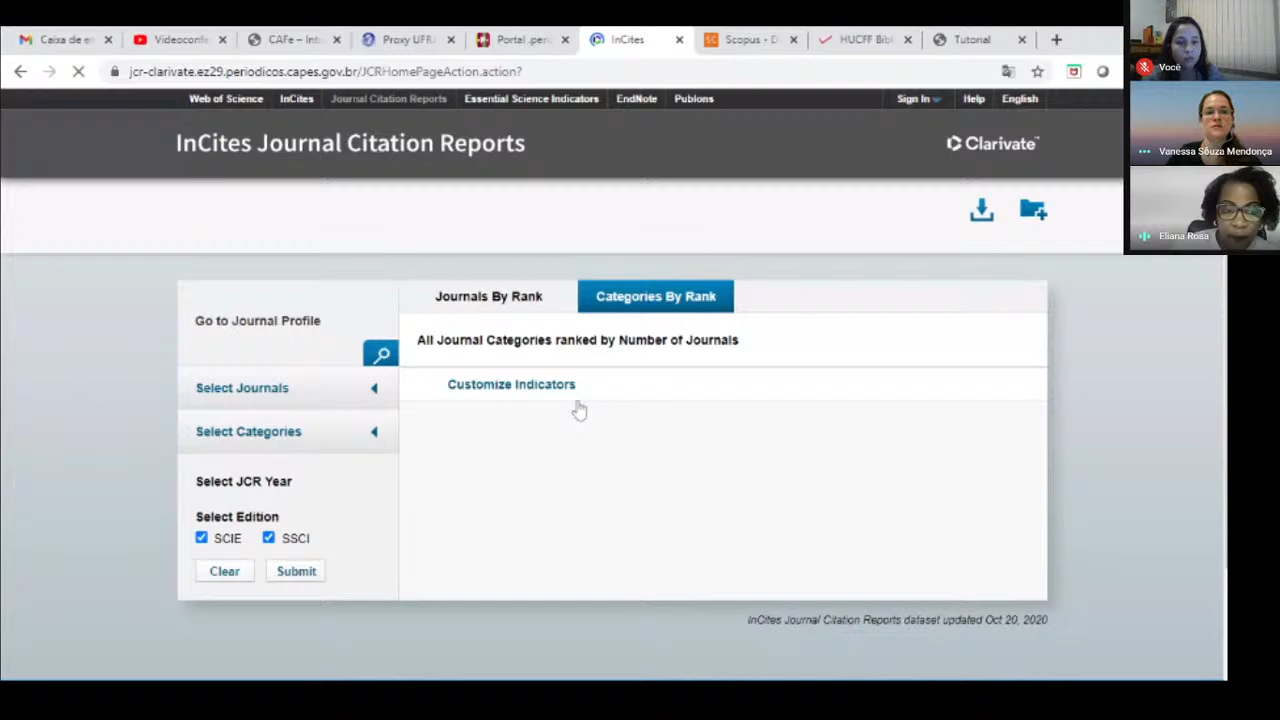 Caixa de e
Videoconfe
CAFe – Int
Proxy UFR
Portal .per
InCites
Scopus - D
HUCFF Bibl
Tutorial
jcr-clarivate.ez29.periodicos.capes.gov.br/JCRHomePageAction.action?
Você
Web of Science InCites Journal Citation Reports Essential Science Indicators EndNote Publons Sign In Help English
InCites Journal Citation Reports
Clarivate
Vanessa Souza Mendonça
Eliana Rosa
Journals By Rank Categories By Rank
Go to Journal Profile
All Journal Categories ranked by Number of Journals
Customize Indicators
Select Journals
Select Categories
Select JCR Year
Select Edition
SCIE SSCI
Clear Submit
InCites Journal Citation Reports dataset updated Oct 20, 2020